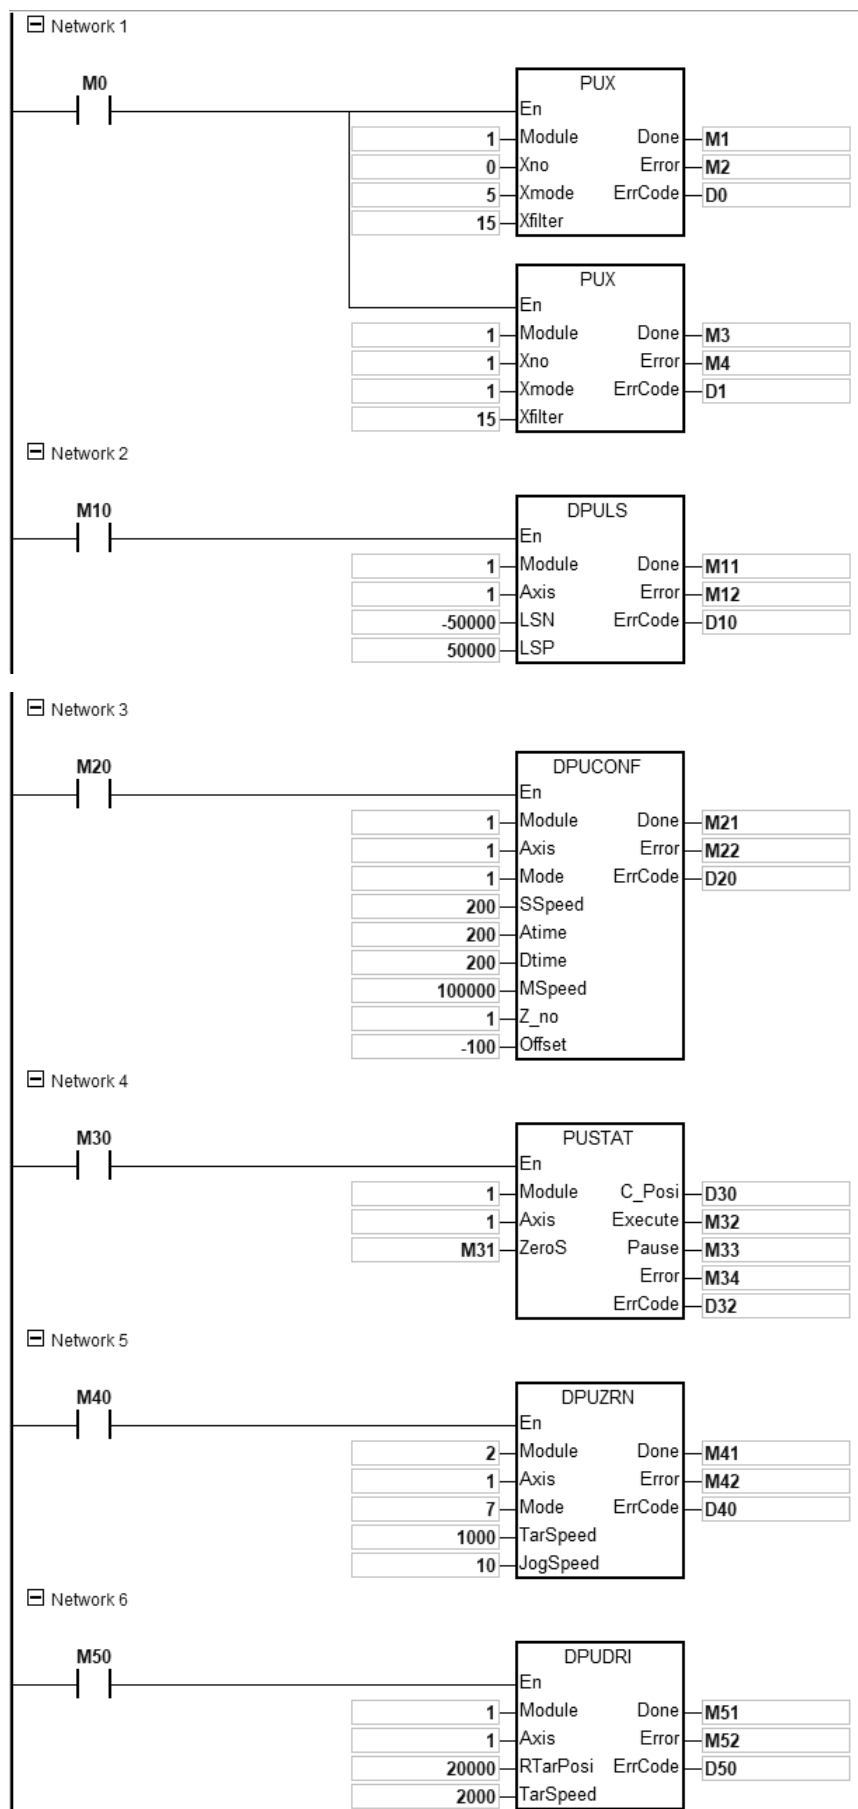 Network 1
M0
PUX
En
1 Module Done M1
0 Xno Error M2
5 Xmode ErrCode D0
15 Xfilter
PUX
En
1 Module Done M3
1 Xno Error M4
1 Xmode ErrCode D1
15 Xfilter
Network 2
M10
DPULS
En
1 Module Done M11
1 Axis Error M12
-50000 LSN ErrCode D10
50000 LSP
Network 3
M20
DPUCONF
En
1 Module Done M21
1 Axis Error M22
1 Mode ErrCode D20
200 SSpeed
200 Atime
200 Dtime
100000 MSpeed
1 Z_no
-100 Offset
Network 4
M30
PUSTAT
En
1 Module C_Posi D30
1 Axis Execute M32
M31 ZeroS Pause M33
Error M34
ErrCode D32
Network 5
M40
DPUZRN
En
2 Module Done M41
1 Axis Error M42
7 Mode ErrCode D40
1000 TarSpeed
10 JogSpeed
Network 6
M50
DPUDRI
En
1 Module Done M51
1 Axis Error M52
20000 RTarPosi ErrCode D50
2000 TarSpeed